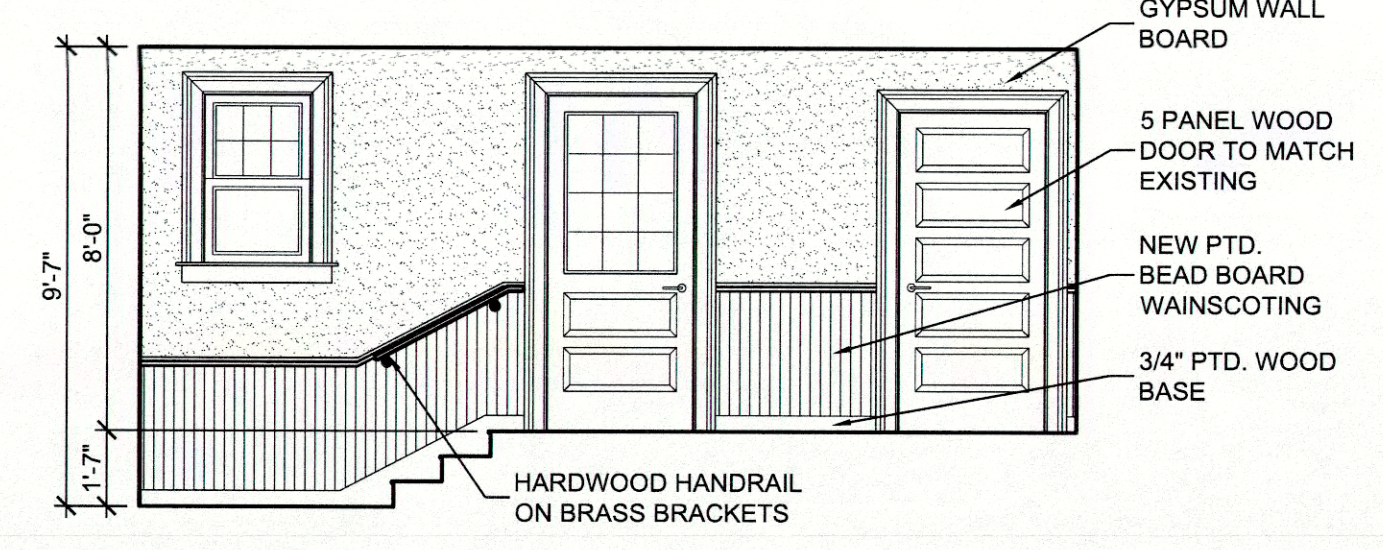 GYPSUM WALL
BOARD
5 PANEL WOOD
DOOR TO MATCH
EXISTING
NEW PTD.
BEAD BOARD
WAINSCOTING
3/4" PTD. WOOD
BASE
HARDWOOD HANDRAIL
ON BRASS BRACKETS
9'-7"
8'-0"
1'-7"